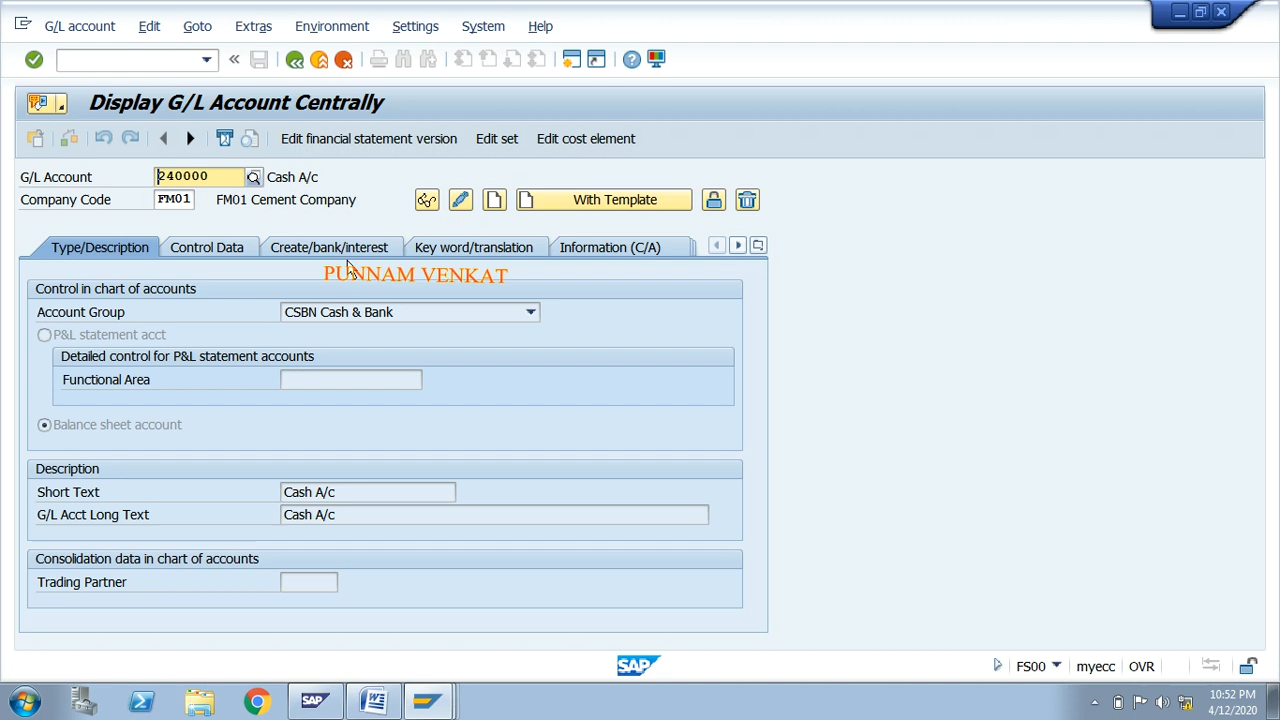 G/L account Edit Goto Extras Environment Settings System Help
Display G/L Account Centrally
Edit financial statement version Edit set Edit cost element
G/L Account 240000 Cash A/c
Company Code FM01 FM01 Cement Company With Template
Type/Description Control Data Create/bank/interest Key word/translation Information (C/A)
PUNNAM VENKAT
Control in chart of accounts
Account Group CSBN Cash & Bank
P&L statement acct
Detailed control for P&L statement accounts
Functional Area
Balance sheet account
Description
Short Text Cash A/c
G/L Acct Long Text Cash A/c
Consolidation data in chart of accounts
Trading Partner
SAP FS00 myecc OVR
SAP 10:52 PM
4/12/2020